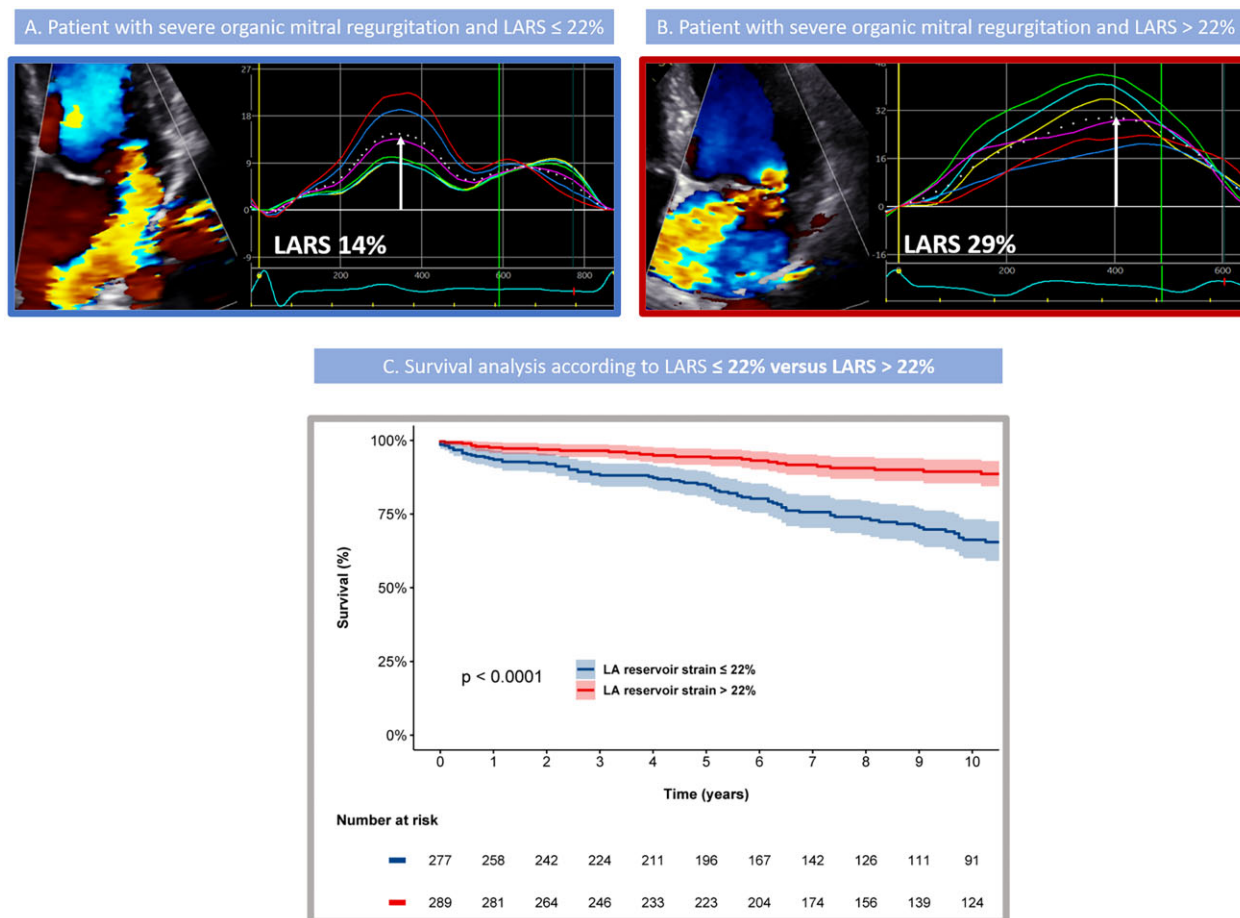 A. Patient with severe organic mitral regurgitation and LARS ≤ 22%
B. Patient with severe organic mitral regurgitation and LARS > 22%
27
18
9
0
-9
LARS 14%
200
400
600
800
32
16
0
-16
LARS 29%
0
200
400
600
C. Survival analysis according to LARS ≤ 22% versus LARS > 22%
100%
75%
50%
25%
0%
Survival (%)
p < 0.0001
LA reservoir strain ≤ 22%
LA reservoir strain > 22%
0 1 2 3 4 5 6 7 8 9 10
Time (years)
Number at risk
277 258 242 224 211 196 167 142 126 111 91
289 281 264 246 233 223 204 174 156 139 124